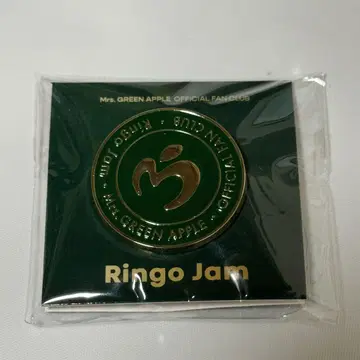 Mrs. GREEN APPLE OFFICIAL FAN CLUB
Ringo Jam • Mrs. GREEN APPLE • OFFICIAL FAN CLUB •
Ringo Jam